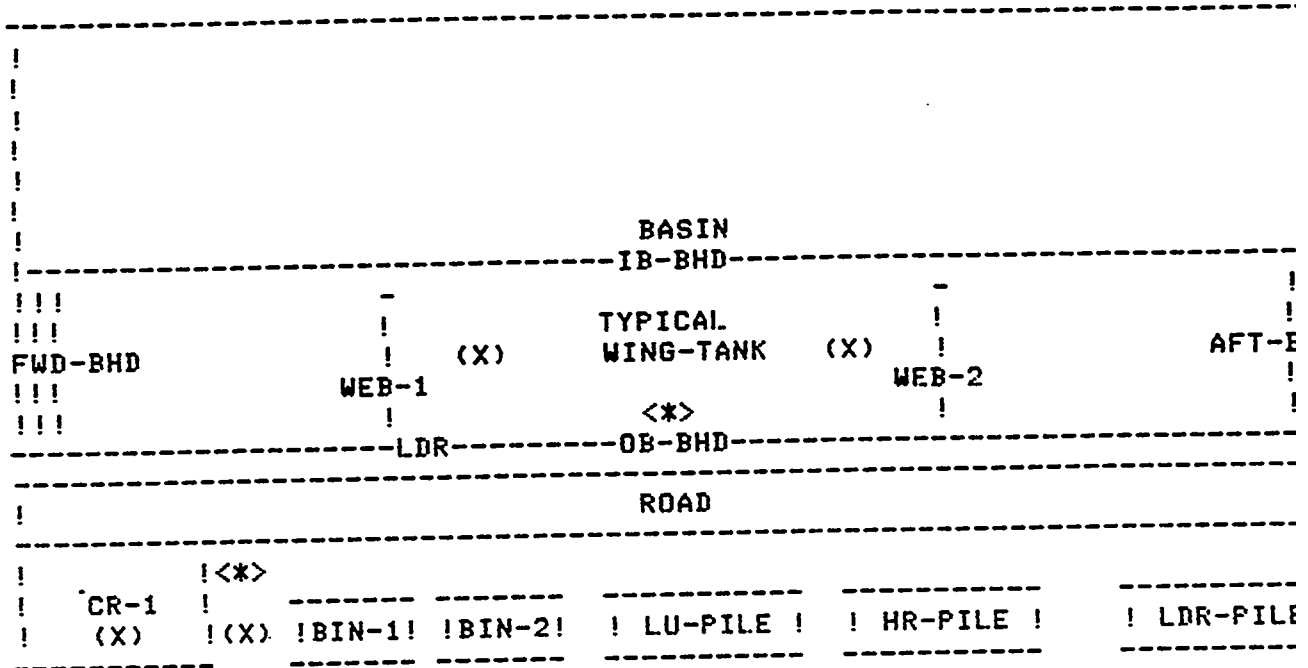 BASIN
IB-BHD
TYPICAL
(X) WING-TANK (X)
FWD-BHD AFT-B
WEB-1 WEB-2
<*>
LDR OB-BHD
ROAD
<*>
CR-1
(X) (X) BIN-1 BIN-2 LU-PILE HR-PILE LDR-PILE